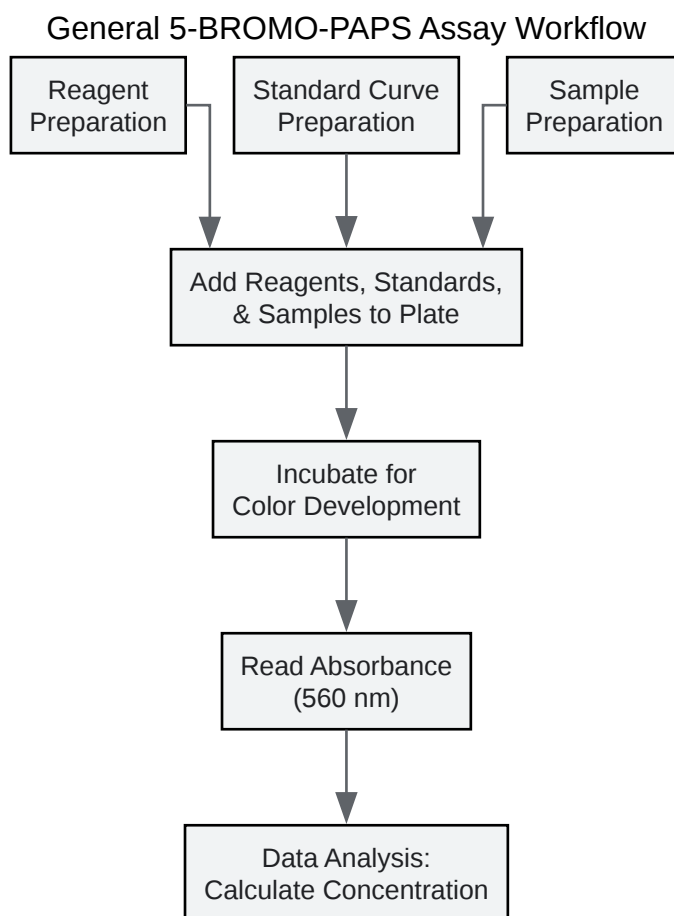 General 5-BROMO-PAPS Assay Workflow
Reagent
Preparation
Standard Curve
Preparation
Sample
Preparation
Add Reagents, Standards,
& Samples to Plate
Incubate for
Color Development
Read Absorbance
(560 nm)
Data Analysis:
Calculate Concentration